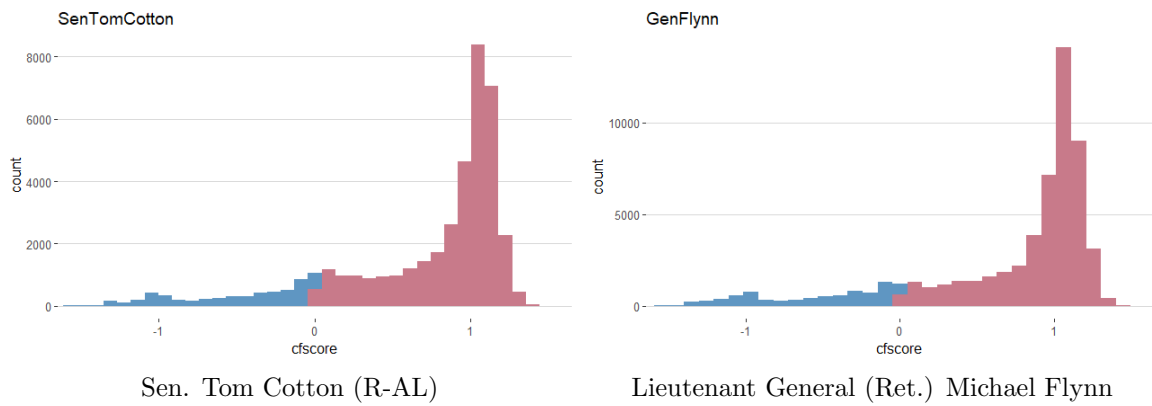 SenTomCotton
8000
6000
4000
2000
0
count
-1
0
1
cfscore
Sen. Tom Cotton (R-AL)
GenFlynn
10000
5000
0
count
-1
0
1
cfscore
Lieutenant General (Ret.) Michael Flynn